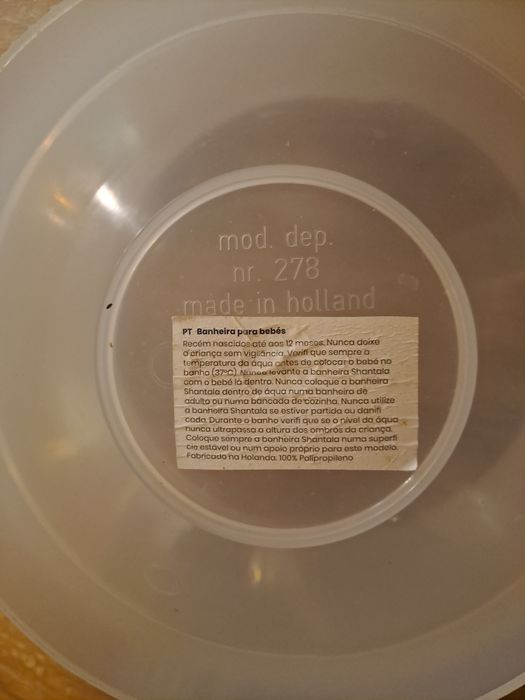 mod. dep.
nr. 278
made in holland
PT Banheira para bebés
Recém nascidos até aos 12 meses. Nunca deixe
a criança sem vigilância. Verifi que sempre a
temperatura da água antes de colocar o bebé no
banho (37ºC). Nunca levante a banheira Shantala
com o bebé lá dentro. Nunca coloque a banheira
Shantala dentro de água numa banheira de
adulto ou numa bancada de cozinha. Nunca utilize
a banheira Shantala se estiver partida ou danifi
cada. Durante o banho verifi que se o nível da água
nunca ultrapassa a altura dos ombros da criança.
Coloque sempre a banheira Shantala numa superfí
cie estável ou num apoio próprio para este modelo.
Fabricado na Holanda. 100% Polipropileno